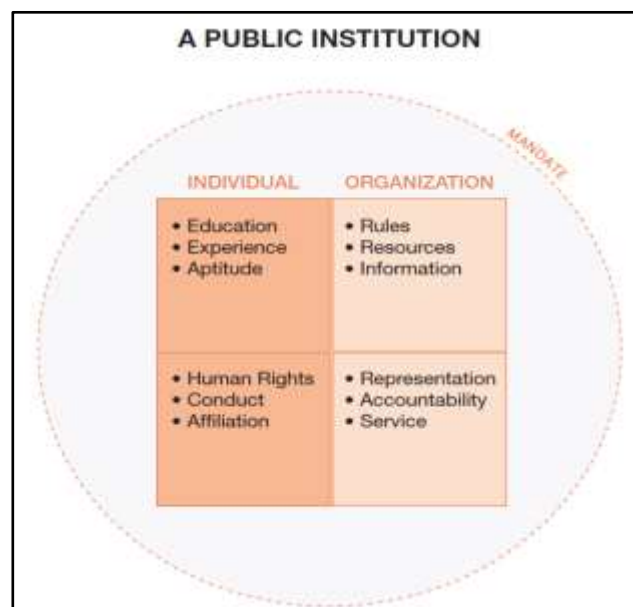 A PUBLIC INSTITUTION
MANDATE
INDIVIDUAL
ORGANIZATION
• Education
• Experience
• Aptitude
• Rules
• Resources
• Information
• Human Rights
• Conduct
• Affiliation
• Representation
• Accountability
• Service